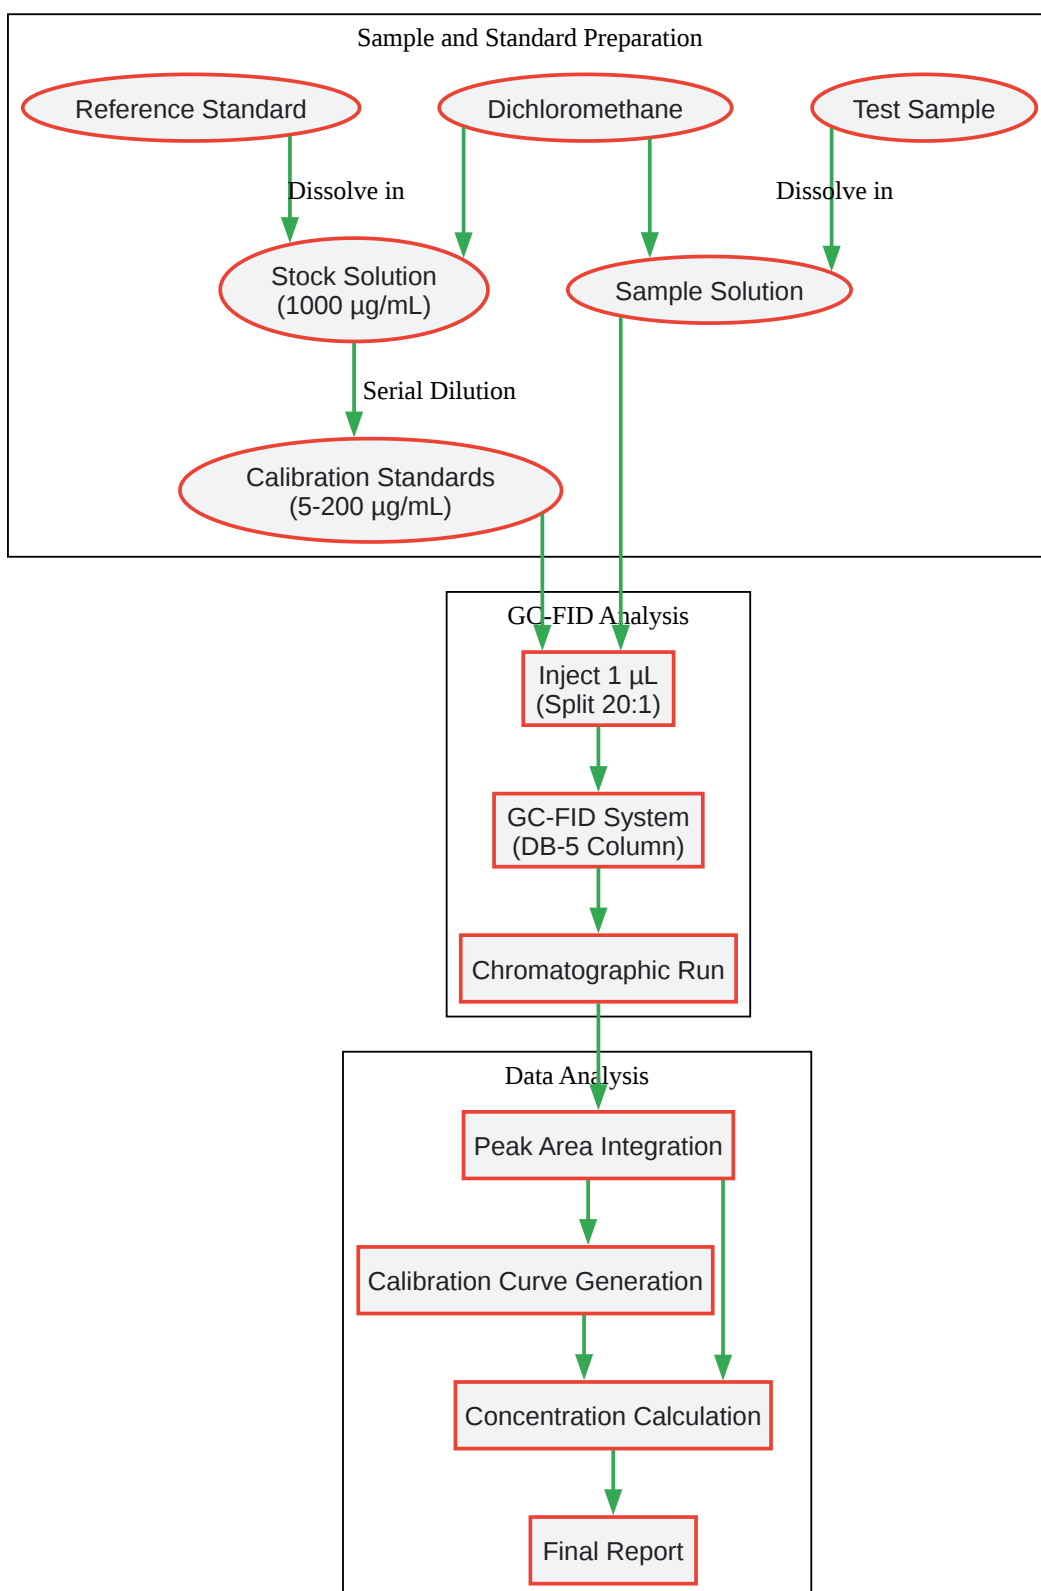 Sample and Standard Preparation
Reference Standard
Dichloromethane
Test Sample
Dissolve in
Dissolve in
Stock Solution
(1000 µg/mL)
Sample Solution
Serial Dilution
Calibration Standards
(5-200 µg/mL)
GC-FID Analysis
Inject 1 µL
(Split 20:1)
GC-FID System
(DB-5 Column)
Chromatographic Run
Data Analysis
Peak Area Integration
Calibration Curve Generation
Concentration Calculation
Final Report